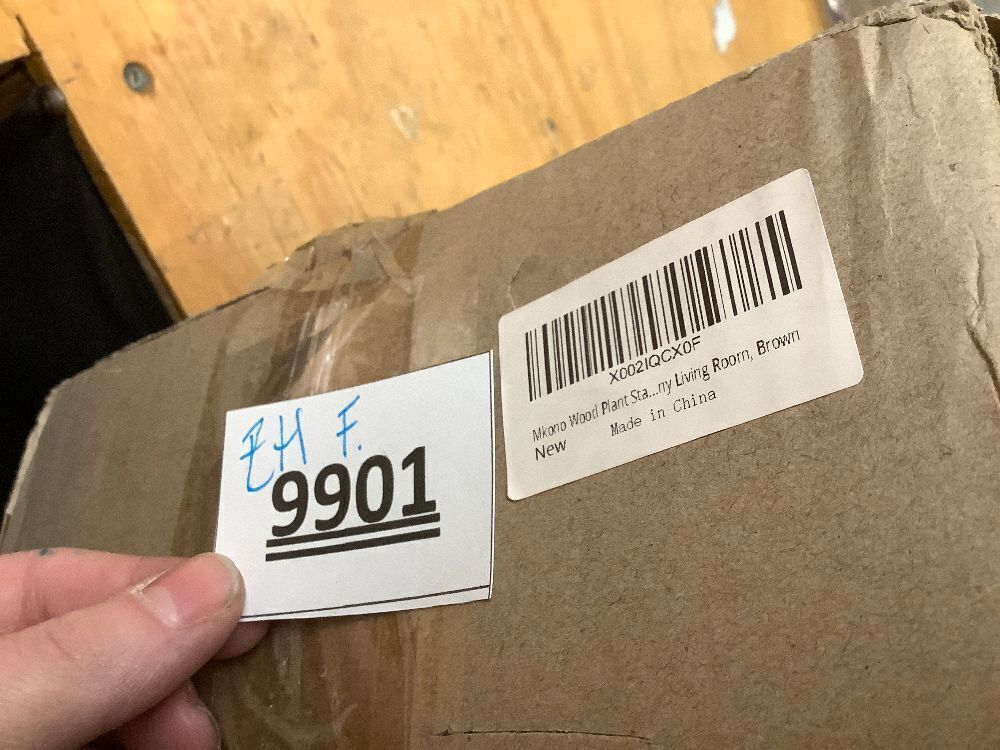 EH F.
9901
X002IQCX0F
Mkono Wood Plant Sta...ny Living Room, Brown
New
Made in China